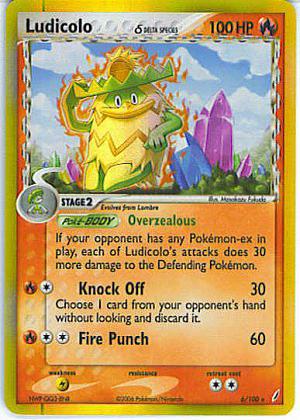 Ludicolo δ DELTA SPECIES 100 HP
Illus. Masakazu Fukuda
STAGE 2 Evolves from Lombre
Poké-BODY Overzealous
If your opponent has any Pokémon-ex in
play, each of Ludicolo's attacks does 30
more damage to the Defending Pokémon.
Knock Off 30
Choose 1 card from your opponent's hand
without looking and discard it.
Fire Punch 60
weakness resistance retreat cost
©2006 Pokémon/Nintendo 6/100